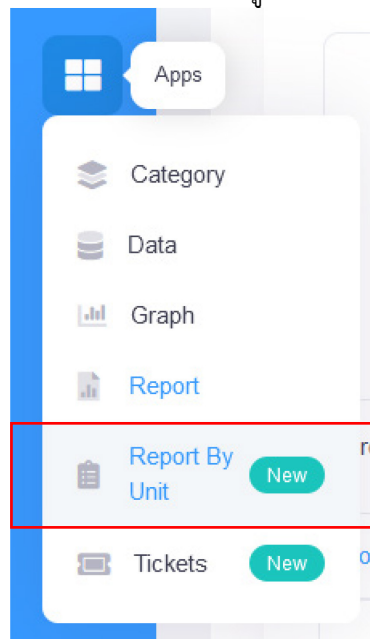 Apps
Category
Data
Graph
Report
Report By
Unit
New
Tickets
New